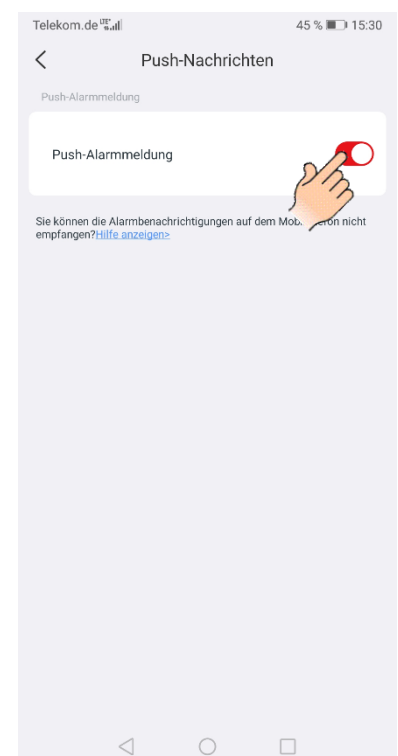 Telekom.de LTE 45 % 15:30
Push-Nachrichten
Push-Alarmmeldung
Push-Alarmmeldung
Sie können die Alarmbenachrichtigungen auf dem nicht
empfangen?Hilfe anzeigen>